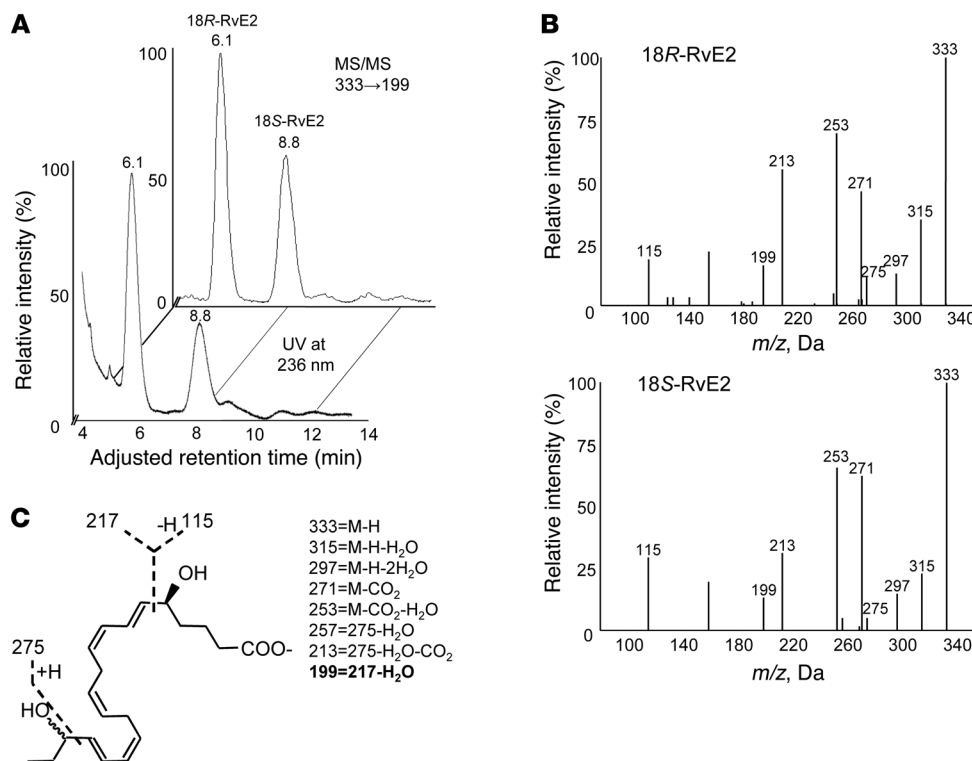 A
18R-RvE2
6.1
100
MS/MS
333→199
18S-RvE2
8.8
50
0
Relative intensity (%)
100
6.1
50
8.8
UV at
236 nm
0
4 6 8 10 12 14
Adjusted retention time (min)
B
18R-RvE2
Relative intensity (%)
100
75
50
25
0
115
199
213
253
271
275
297
315
333
100 140 180 220 260 300 340
m/z, Da
18S-RvE2
Relative intensity (%)
100
75
50
25
0
115
199
213
253
271
275
297
315
333
100 140 180 220 260 300 340
m/z, Da
C
217 -H 115
OH
COO-
275
+H
HO
333=M-H
315=M-H-H₂O
297=M-H-2H₂O
271=M-CO₂
253=M-CO₂-H₂O
257=275-H₂O
213=275-H₂O-CO₂
199=217-H₂O